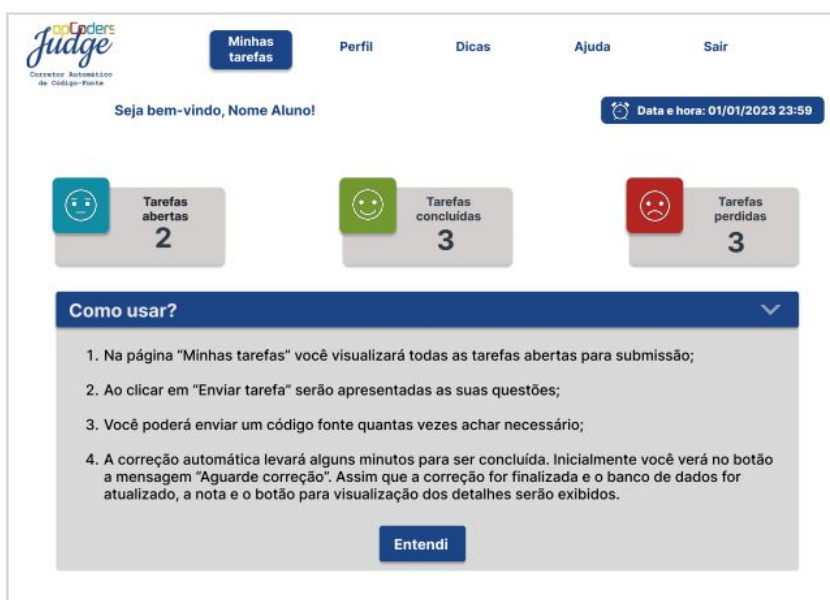 opCoders
Judge
Corretor Automático
de Código-Fonte
Minhas
tarefas
Perfil
Dicas
Ajuda
Sair
Seja bem-vindo, Nome Aluno!
Data e hora: 01/01/2023 23:59
Tarefas
abertas
2
Tarefas
concluídas
3
Tarefas
perdidas
3
Como usar?
1. Na página “Minhas tarefas” você visualizará todas as tarefas abertas para submissão;
2. Ao clicar em “Enviar tarefa” serão apresentadas as suas questões;
3. Você poderá enviar um código fonte quantas vezes achar necessário;
4. A correção automática levará alguns minutos para ser concluída. Inicialmente você verá no botão
a mensagem “Aguarde correção”. Assim que a correção for finalizada e o banco de dados for
atualizado, a nota e o botão para visualização dos detalhes serão exibidos.
Entendi